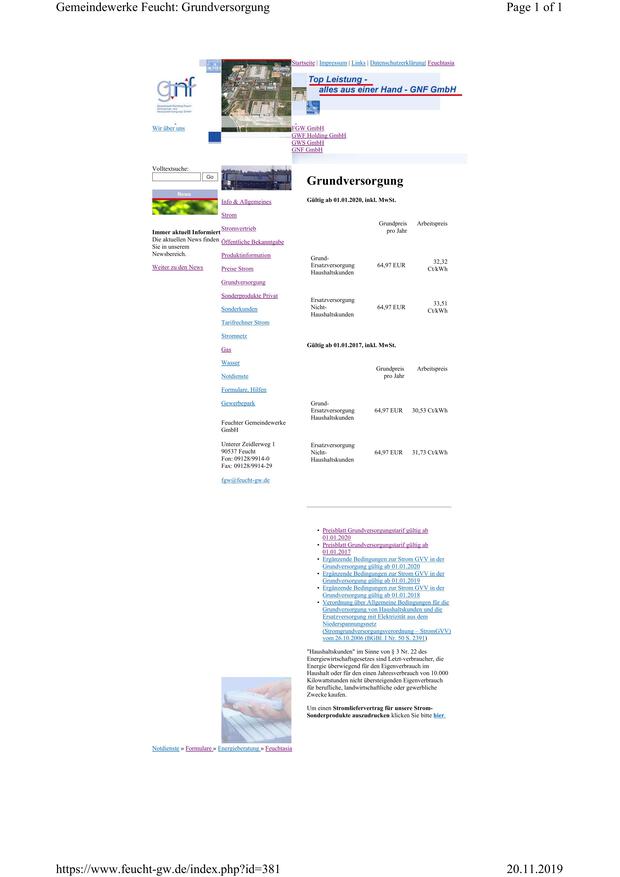 Gemeindewerke Feucht: Grundversorgung
Page 1 of 1
Startseite | Impressum | Links | Datenschutzerklärung| Feuchtasia
gnf
Top Leistung -
alles aus einer Hand - GNF GmbH
Wir über uns
FGW GmbH
GWF Holding GmbH
GWS GmbH
GNF GmbH
Volltextsuche:
Go
News
Immer aktuell Informiert
Die aktuellen News finden
Sie in unserem
Newsbereich.
Weiter zu den News
Info & Allgemeines
Strom
Stromvertrieb
Öffentliche Bekanntgabe
Produktinformation
Preise Strom
Grundversorgung
Sonderprodukte Privat
Sonderkunden
Tarifrechner Strom
Stromnetz
Gas
Wasser
Notdienste
Formulare, Hilfen
Gewerbepark
Feuchter Gemeindewerke
GmbH
Unterer Zeidlerweg 1
90537 Feucht
Fon: 09128/9914-0
Fax: 09128/9914-29
fgw@feucht-gw.de
Grundversorgung
Gültig ab 01.01.2020, inkl. MwSt.
Grundpreis
pro Jahr
Arbeitspreis
Grund-
Ersatzversorgung
Haushaltskunden
64,97 EUR
32,32
Ct/kWh
Ersatzversorgung
Nicht-
Haushaltskunden
64,97 EUR
33,51
Ct/kWh
Gültig ab 01.01.2017, inkl. MwSt.
Grundpreis
pro Jahr
Arbeitspreis
Grund-
Ersatzversorgung
Haushaltskunden
64,97 EUR
30,53 Ct/kWh
Ersatzversorgung
Nicht-
Haushaltskunden
64,97 EUR
31,73 Ct/kWh
• Preisblatt Grundversorgungstarif gültig ab
01.01.2020
• Preisblatt Grundversorgungstarif gültig ab
01.01.2017
• Ergänzende Bedingungen zur Strom GVV in der
Grundversorgung gültig ab 01.01.2020
• Ergänzende Bedingungen zur Strom GVV in der
Grundversorgung gültig ab 01.01.2019
• Ergänzende Bedingungen zur Strom GVV in der
Grundversorgung gültig ab 01.01.2018
• Verordnung über Allgemeine Bedingungen für die
Grundversorgung von Haushaltskunden und die
Ersatzversorgung mit Elektrizität aus dem
Niederspannungsnetz
(Stromgrundversorgungsverordnung – StromGVV)
vom 26.10.2006 (BGBl. I Nr. 50 S. 2391)
"Haushaltskunden" im Sinne von § 3 Nr. 22 des
Energiewirtschaftsgesetzes sind Letzt-verbraucher, die
Energie überwiegend für den Eigenverbrauch im
Haushalt oder für den einen Jahresverbrauch von 10.000
Kilowattstunden nicht übersteigenden Eigenverbrauch
für berufliche, landwirtschaftliche oder gewerbliche
Zwecke kaufen.
Um einen Stromliefervertrag für unsere Strom-
Sonderprodukte auszudrucken klicken Sie bitte hier.
Notdienste » Formulare » Energieberatung » Feuchtasia
https://www.feucht-gw.de/index.php?id=381
20.11.2019